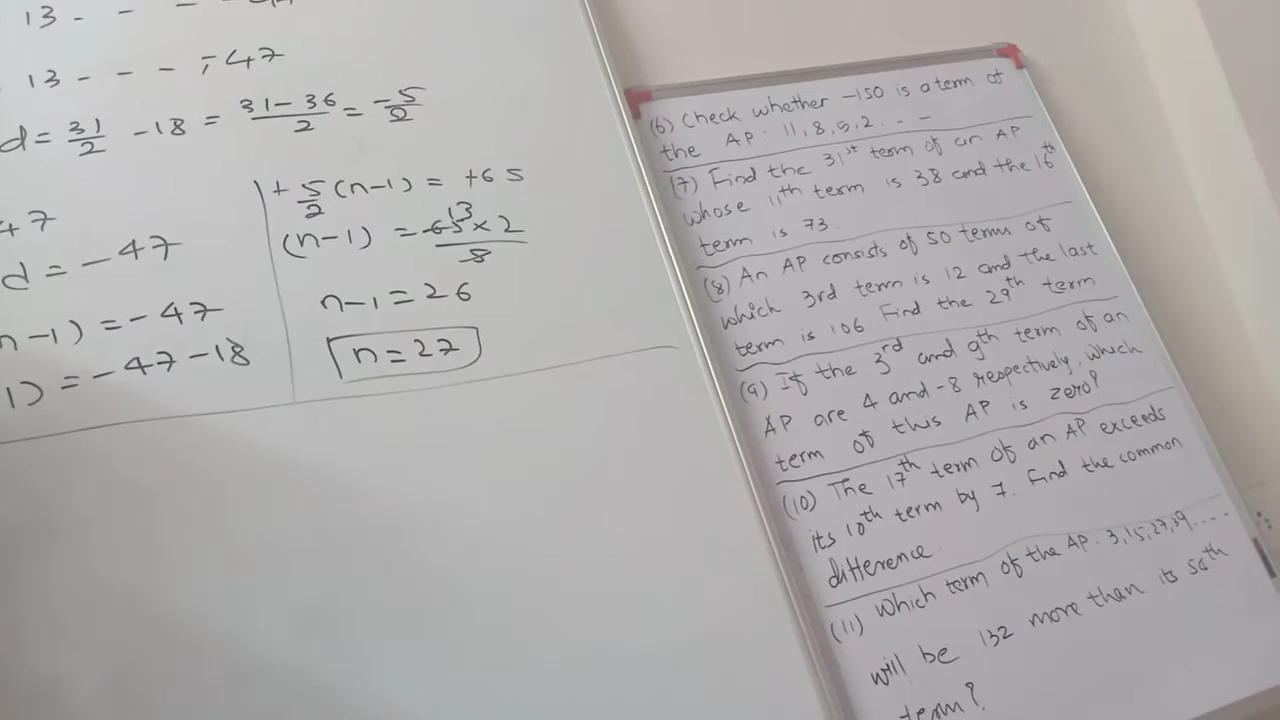 13 - - -
13 - - - , -47
d = 31/2 - 18 = 31-36/2 = -5/2
47
d = -47
n-1) = -47
1) = -47-18
+ 5/2 (n-1) = +65
(n-1) = 65 13 × 2 / 5
n-1 = 26
n = 27
(6) Check whether -150 is a term of
the AP : 11, 8, 5, 2 . - -
(7) Find the 31st term of an AP
whose 11th term is 38 and the 16th
term is 73.
(8) An AP consists of 50 terms of
which 3rd term is 12 and the last
term is 106. Find the 29th term
(9) If the 3rd and 9th term of an
AP are 4 and -8 respectively. Which
term of this AP is zero?
(10) The 17th term of an AP exceeds
its 10th term by 7. Find the common
difference.
(11) Which term of the AP : 3, 15, 27, 39 . . . .
will be 132 more than its 54th
term?